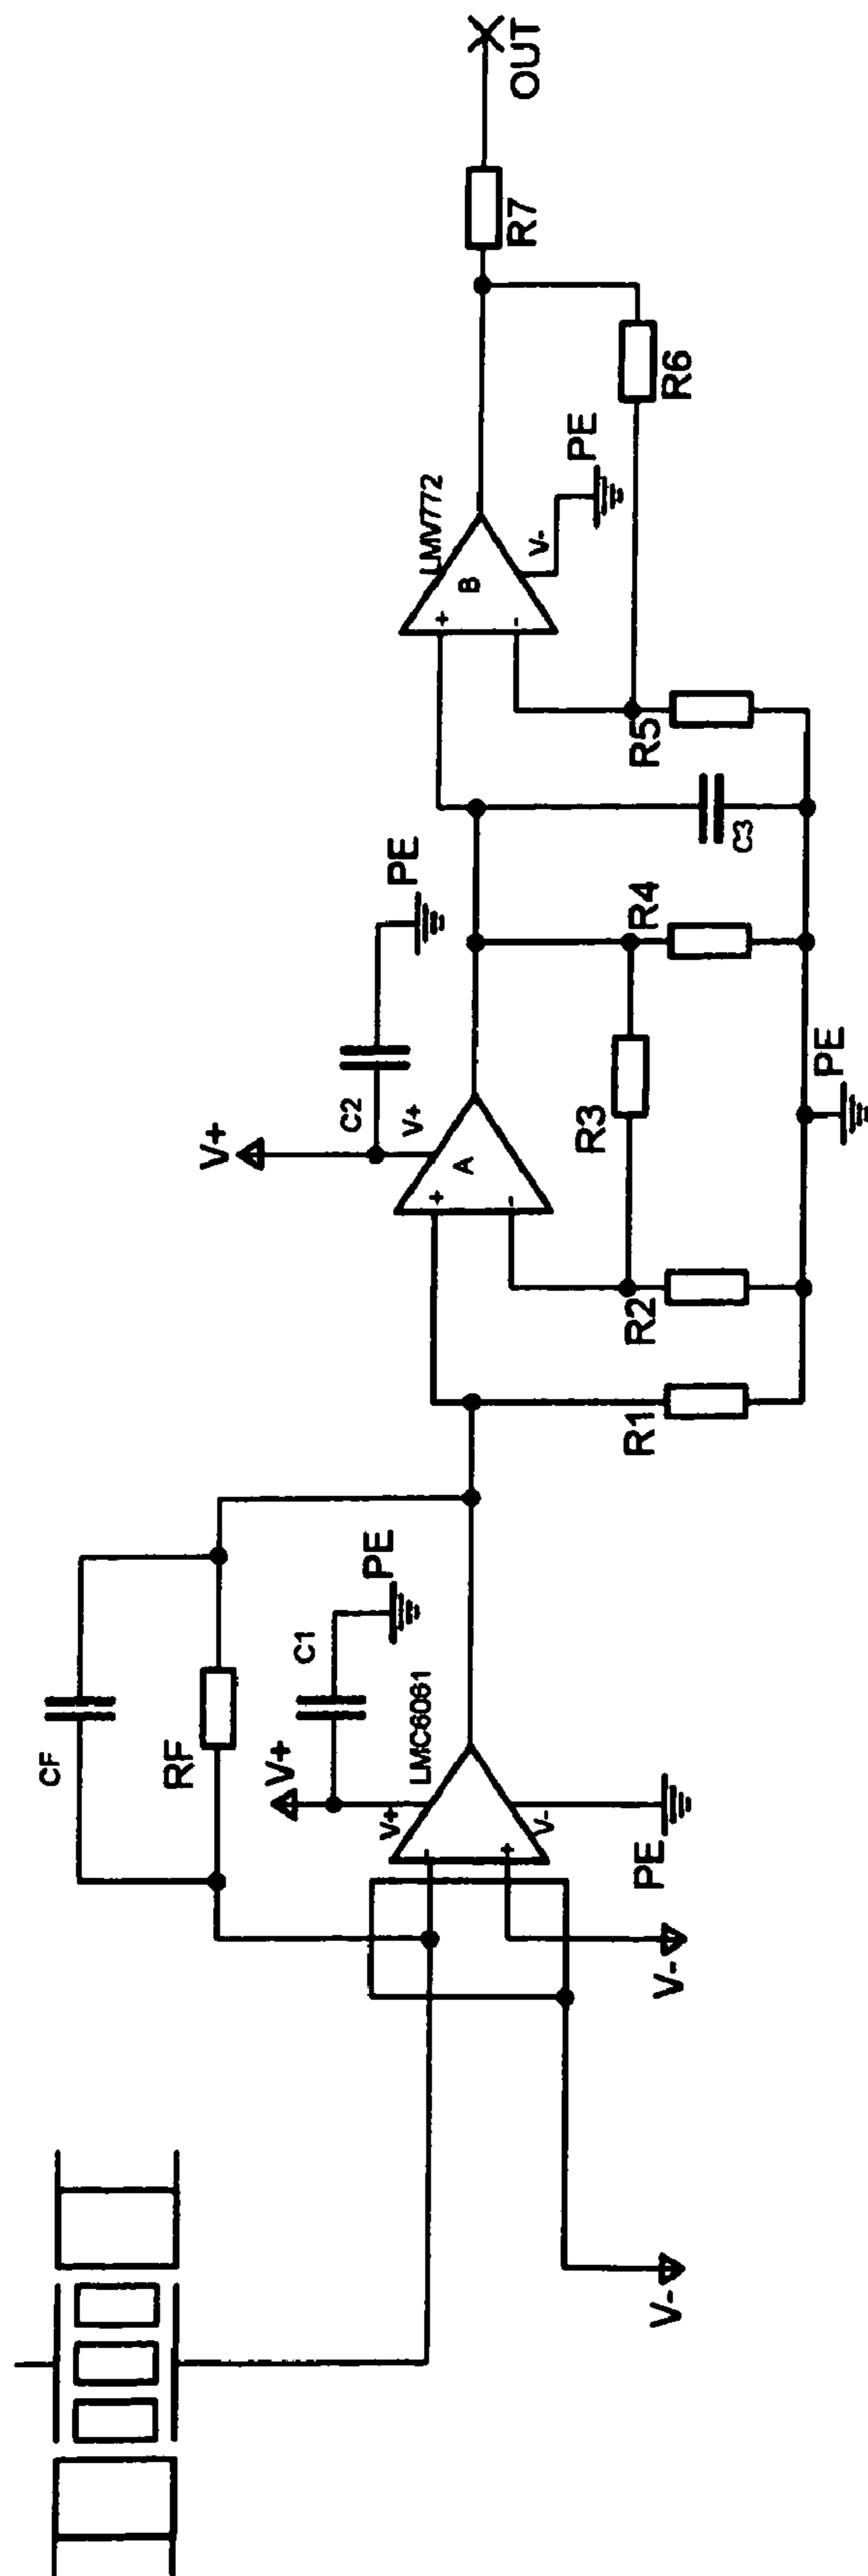 CF
RF
V+
C1
PE
V+
LMC6061
-
+
V-
PE
V-
V-
V+
C2
PE
V+
A
+
-
R1
R2
R3
R4
PE
C3
LMV772
B
+
-
V-
PE
R5
R6
R7
OUT